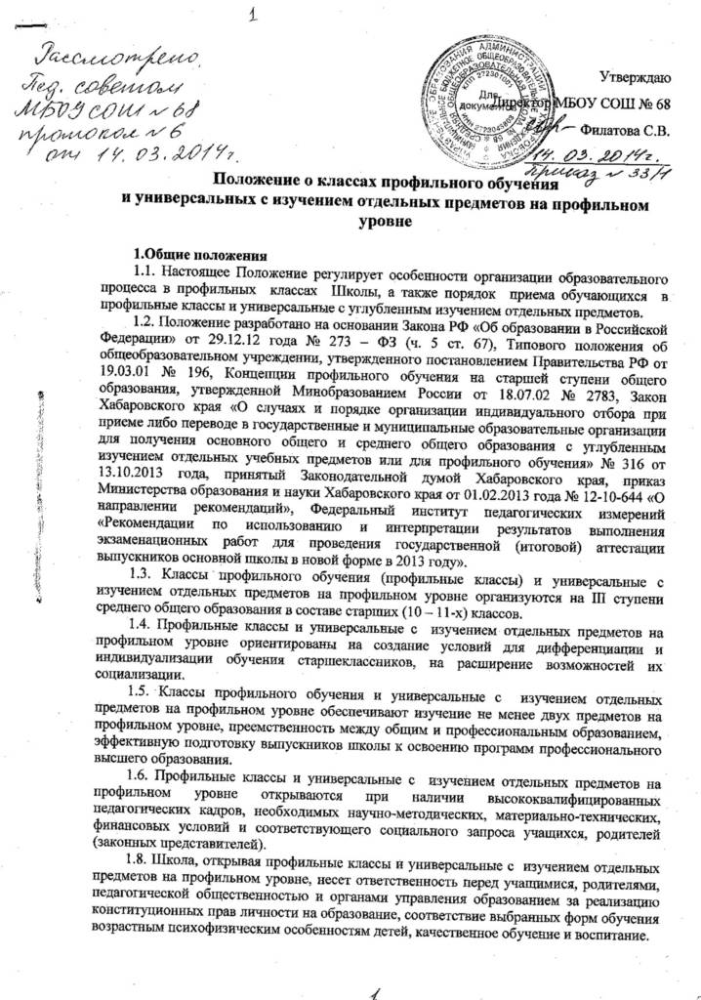 1
Рассмотрено
Пед. советом
МБОУ СОШ №68
протокол №6
от 14.03.2014г.
УПРАВЛЕНИЕ ОБРАЗОВАНИЯ АДМИНИСТРАЦИИ
Для
документов
КПП 272301001
ИНН 2723045903
Утверждаю
Директор МБОУ СОШ № 68
Филатова С.В.
14.03.2014г.
Приказ № 33/1
Положение о классах профильного обучения
и универсальных с изучением отдельных предметов на профильном
уровне
1.Общие положения
1.1. Настоящее Положение регулирует особенности организации образовательного
процесса в профильных классах Школы, а также порядок приема обучающихся в
профильные классы и универсальные с углубленным изучением отдельных предметов.
1.2. Положение разработано на основании Закона РФ «Об образовании в Российской
Федерации» от 29.12.12 года № 273 – ФЗ (ч. 5 ст. 67), Типового положения об
общеобразовательном учреждении, утвержденного постановлением Правительства РФ от
19.03.01 № 196, Концепции профильного обучения на старшей ступени общего
образования, утвержденной Минобразованием России от 18.07.02 № 2783, Закон
Хабаровского края «О случаях и порядке организации индивидуального отбора при
приеме либо переводе в государственные и муниципальные образовательные организации
для получения основного общего и среднего общего образования с углубленным
изучением отдельных учебных предметов или для профильного обучения» № 316 от
13.10.2013 года, принятый Законодательной думой Хабаровского края, приказ
Министерства образования и науки Хабаровского края от 01.02.2013 года № 12-10-644 «О
направлении рекомендаций», Федеральный институт педагогических измерений
«Рекомендации по использованию и интерпретации результатов выполнения
экзаменационных работ для проведения государственной (итоговой) аттестации
выпускников основной школы в новой форме в 2013 году».
1.3. Классы профильного обучения (профильные классы) и универсальные с
изучением отдельных предметов на профильном уровне организуются на III ступени
среднего общего образования в составе старших (10 – 11-х) классов.
1.4. Профильные классы и универсальные с изучением отдельных предметов на
профильном уровне ориентированы на создание условий для дифференциации и
индивидуализации обучения старшеклассников, на расширение возможностей их
социализации.
1.5. Классы профильного обучения и универсальные с изучением отдельных
предметов на профильном уровне обеспечивают изучение не менее двух предметов на
профильном уровне, преемственность между общим и профессиональным образованием,
эффективную подготовку выпускников школы к освоению программ профессионального
высшего образования.
1.6. Профильные классы и универсальные с изучением отдельных предметов на
профильном уровне открываются при наличии высококвалифицированных
педагогических кадров, необходимых научно-методических, материально-технических,
финансовых условий и соответствующего социального запроса учащихся, родителей
(законных представителей).
1.8. Школа, открывая профильные классы и универсальные с изучением отдельных
предметов на профильном уровне, несет ответственность перед учащимися, родителями,
педагогической общественностью и органами управления образованием за реализацию
конституционных прав личности на образование, соответствие выбранных форм обучения
возрастным психофизическим особенностям детей, качественное обучение и воспитание.